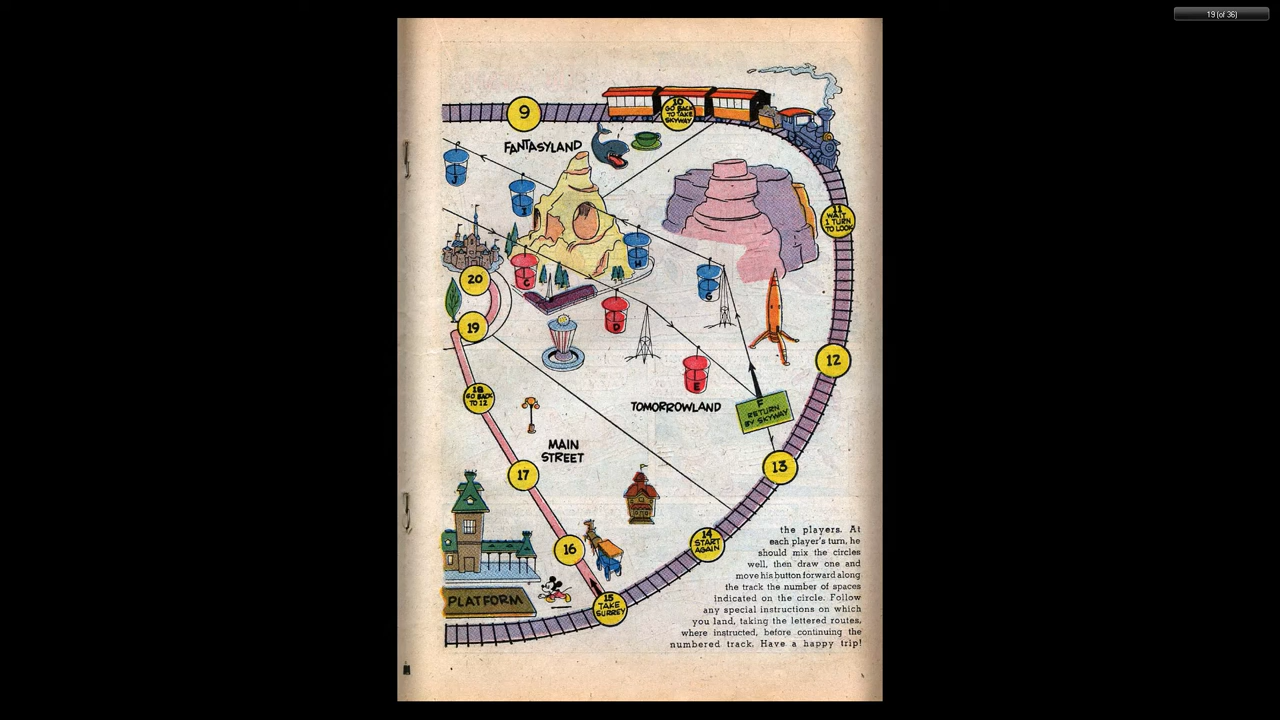 19 (of 36)
9
10
GO BACK
TO TAKE
SKYWAY
FANTASYLAND
J
I
11
WAIT
1 TURN
TO LOOK
H
C
G
20
D
19
12
E
18
GO BACK
TO 12
TOMORROWLAND
F
RETURN
BY SKYWAY
MAIN
STREET
13
17
14
START
AGAIN
16
PLATFORM
15
TAKE
SURREY
the players. At
each player's turn, he
should mix the circles
well, then draw one and
move his button forward along
the track the number of spaces
indicated on the circle. Follow
any special instructions on which
you land, taking the lettered routes,
where instructed, before continuing the
numbered track. Have a happy trip!